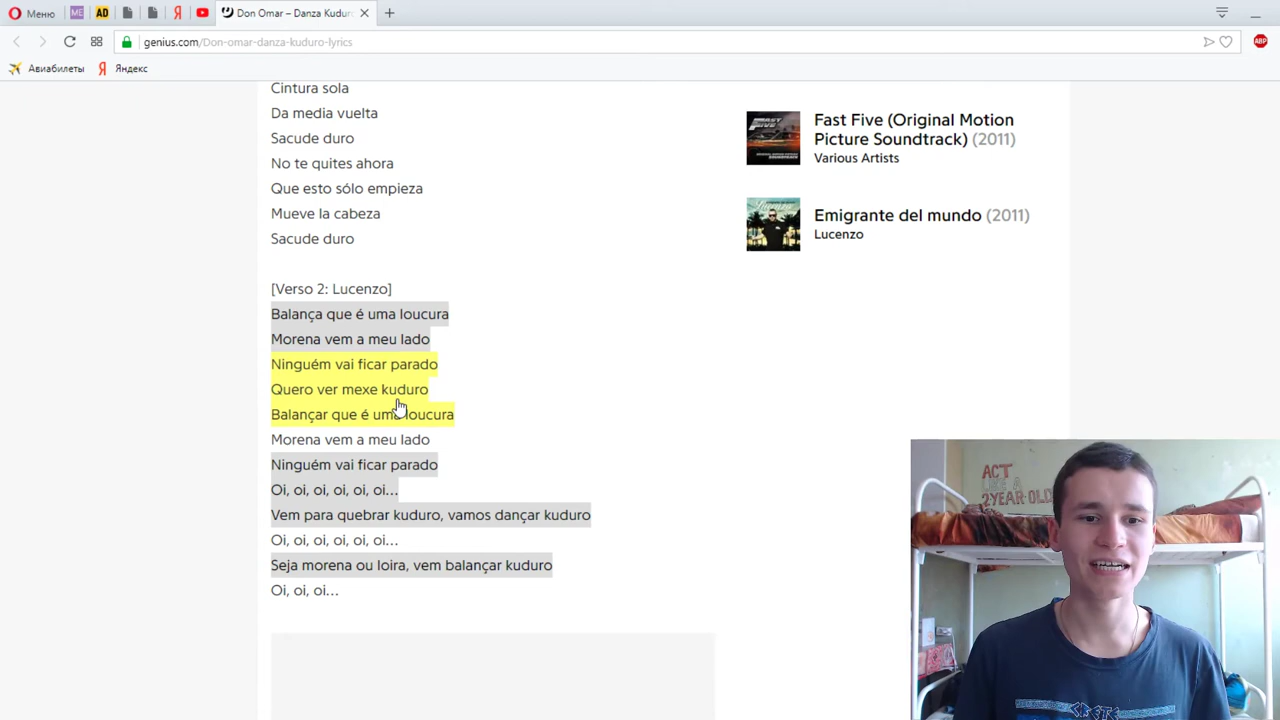 Меню
Don Omar – Danza Kudur
genius.com/Don-omar-danza-kuduro-lyrics
ABP
Авиабилеты
Яндекс
Cintura sola
Da media vuelta
Sacude duro
No te quites ahora
Que esto sólo empieza
Mueve la cabeza
Sacude duro
[Verso 2: Lucenzo]
Balança que é uma loucura
Morena vem a meu lado
Ninguém vai ficar parado
Quero ver mexe kuduro
Balançar que é uma loucura
Morena vem a meu lado
Ninguém vai ficar parado
Oi, oi, oi, oi, oi, oi...
Vem para quebrar kuduro, vamos dançar kuduro
Oi, oi, oi, oi, oi, oi...
Seja morena ou loira, vem balançar kuduro
Oi, oi, oi...
Fast Five (Original Motion
Picture Soundtrack) (2011)
Various Artists
Emigrante del mundo (2011)
Lucenzo
ACT
LIKE A
2 YEAR-OLD